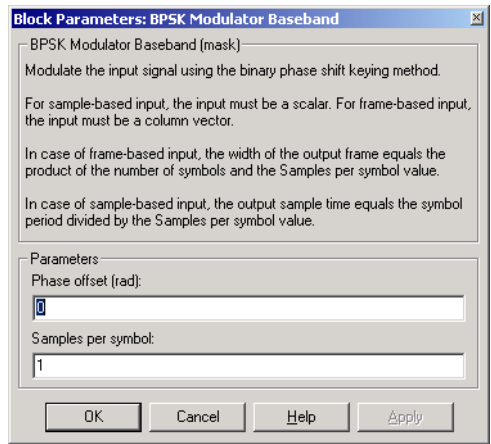 Block Parameters: BPSK Modulator Baseband
BPSK Modulator Baseband (mask)
Modulate the input signal using the binary phase shift keying method.
For sample-based input, the input must be a scalar. For frame-based input,
the input must be a column vector.
In case of frame-based input, the width of the output frame equals the
product of the number of symbols and the Samples per symbol value.
In case of sample-based input, the output sample time equals the symbol
period divided by the Samples per symbol value.
Parameters
Phase offset (rad):
0
Samples per symbol:
1
OK Cancel Help Apply